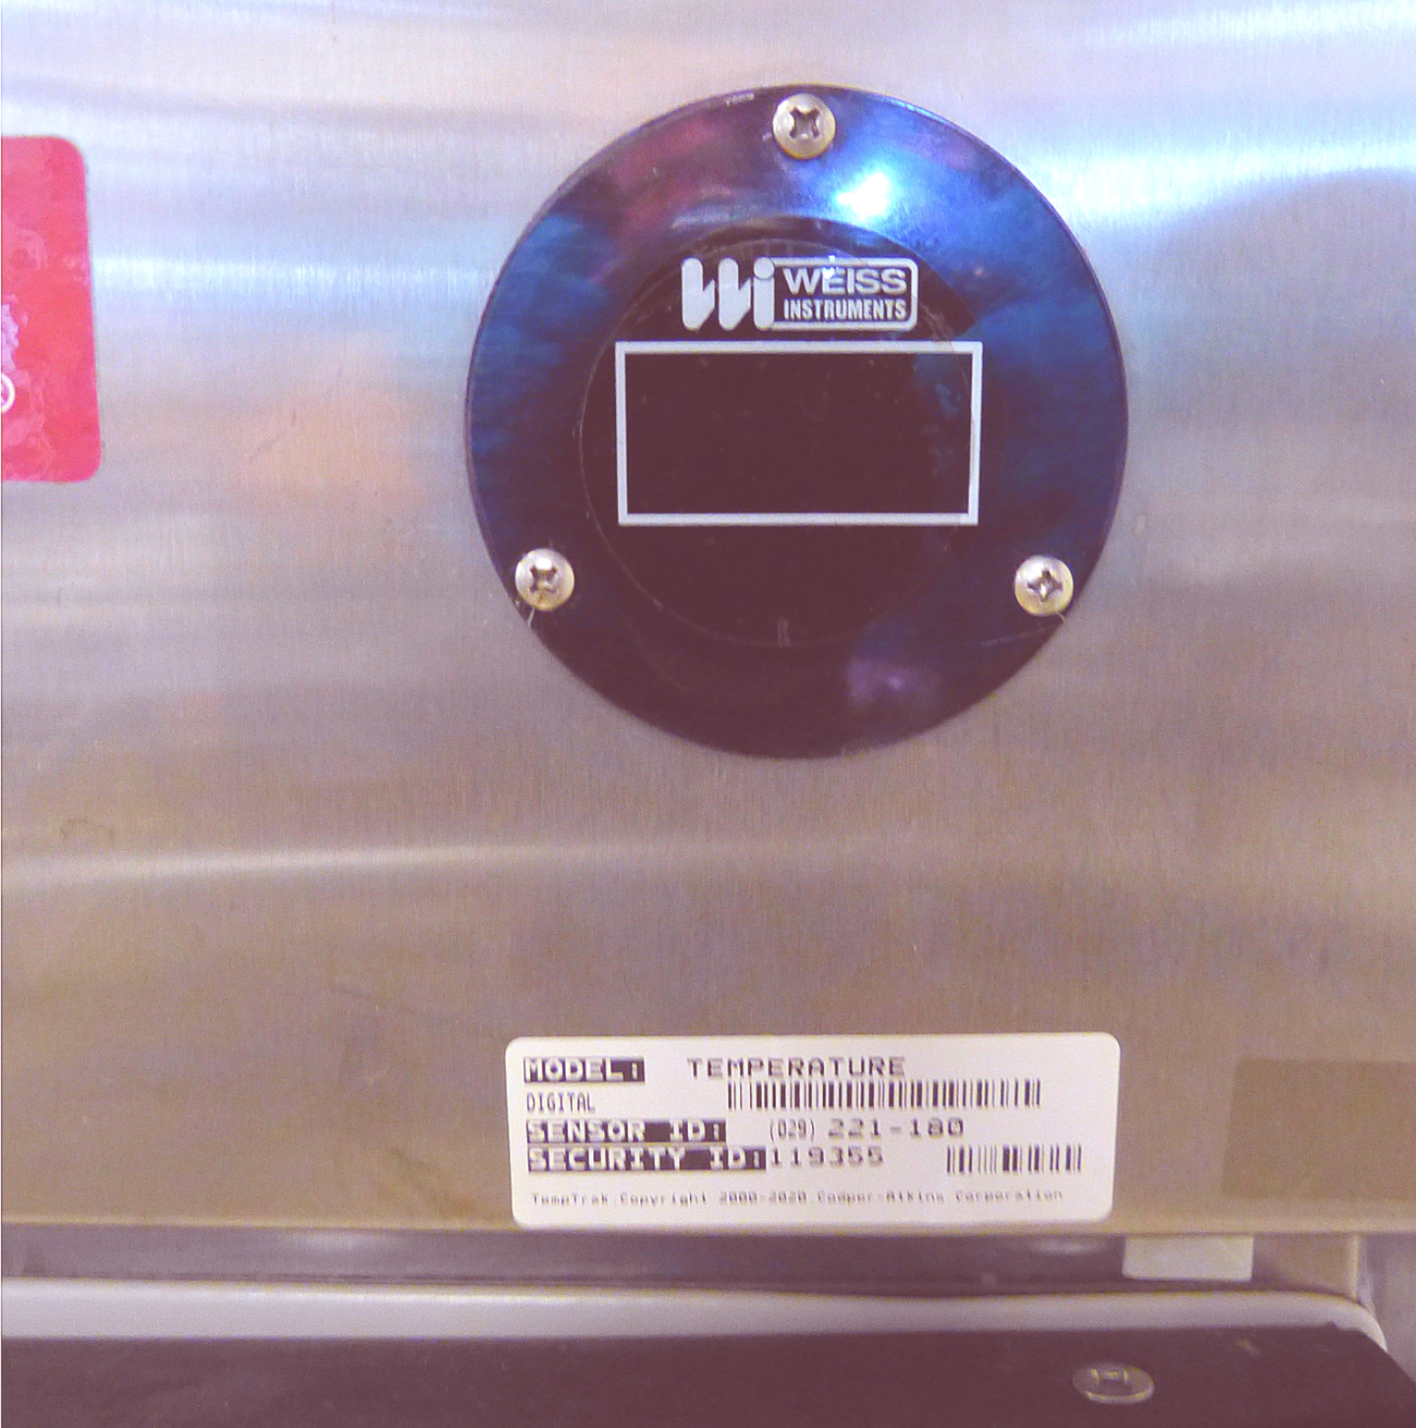 WEISS
INSTRUMENTS
MODEL: TEMPERATURE
DIGITAL
SENSOR ID: (029) 221-180
SECURITY ID:119355
TempTrak Copyright 2000-2020 Cooper-Atkins Corporation